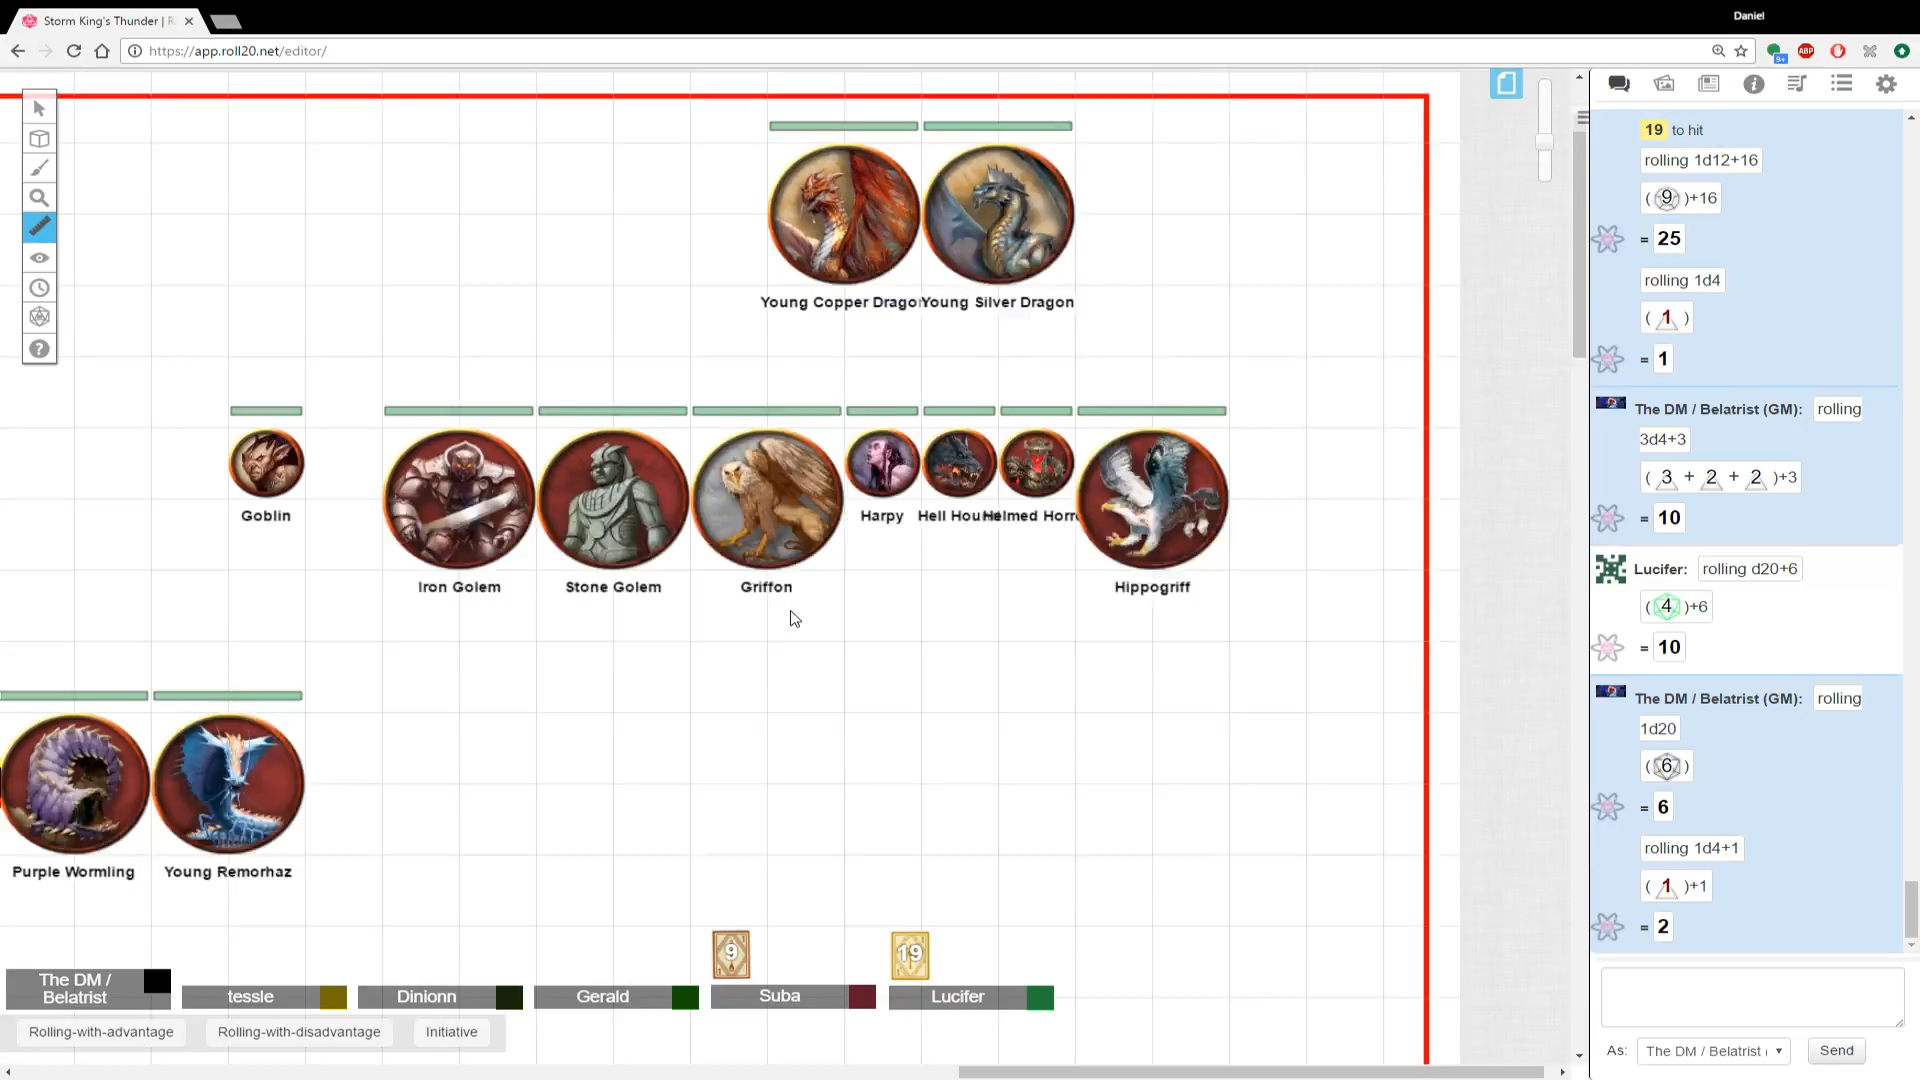 Storm King's Thunder | R
Daniel
https://app.roll20.net/editor/
ABP
9+
19 to hit
rolling 1d12+16
(9)+16
= 25
rolling 1d4
(1)
= 1
The DM / Belatrist (GM): rolling
3d4+3
(3 + 2 + 2)+3
= 10
Lucifer: rolling d20+6
(4)+6
= 10
The DM / Belatrist (GM): rolling
1d20
(6)
= 6
rolling 1d4+1
(1)+1
= 2
As: The DM / Belatrist (
Send
Young Copper Drago
Young Silver Dragon
Goblin
Iron Golem
Stone Golem
Griffon
Harpy
Hell Hou
elmed Horr
Hippogriff
Purple Wormling
Young Remorhaz
9
19
The DM /
Belatrist
tessle
Dinionn
Gerald
Suba
Lucifer
Rolling-with-advantage
Rolling-with-disadvantage
Initiative